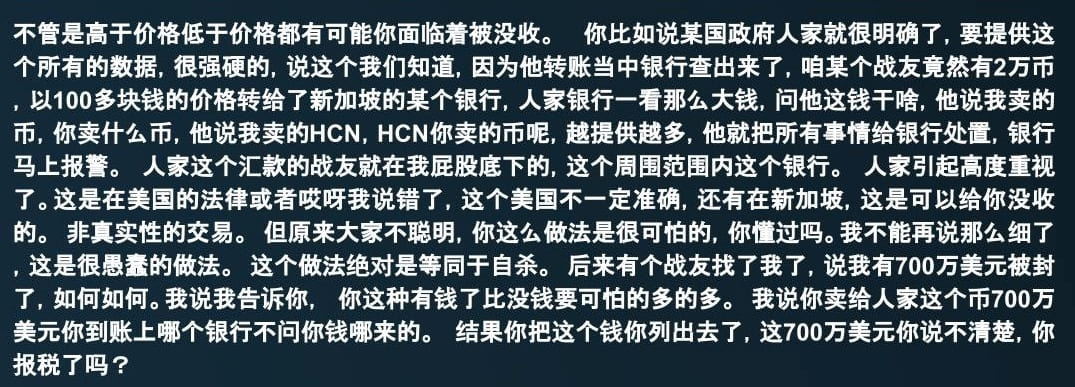 不管是高于价格低于价格都有可能你面临着被没收。 你比如说某国政府人家就很明确了, 要提供这
个所有的数据, 很强硬的, 说这个我们知道, 因为他转账当中银行查出来了, 咱某个战友竟然有2万币
, 以100多块钱的价格转给了新加坡的某个银行, 人家银行一看那么大钱, 问他这钱干啥, 他说我卖的
币, 你卖什么币, 他说我卖的HCN, HCN你卖的币呢, 越提供越多, 他就把所有事情给银行处置, 银行
马上报警。 人家这个汇款的战友就在我屁股底下的, 这个周围范围内这个银行。 人家引起高度重视
了。这是在美国的法律或者哎呀我说错了, 这个美国不一定准确, 还有在新加坡, 这是可以给你没收
的。 非真实性的交易。 但原来大家不聪明, 你这么做法是很可怕的, 你懂过吗。我不能再说那么细了
, 这是很愚蠢的做法。 这个做法绝对是等同于自杀。 后来有个战友找了我了, 说我有700万美元被封
了, 如何如何。我说我告诉你, 你这种有钱了比没钱要可怕的多的多。 我说你卖给人家这个币700万
美元你到账上哪个银行不问你钱哪来的。 结果你把这个钱你列出去了, 这700万美元你说不清楚, 你
报税了吗？